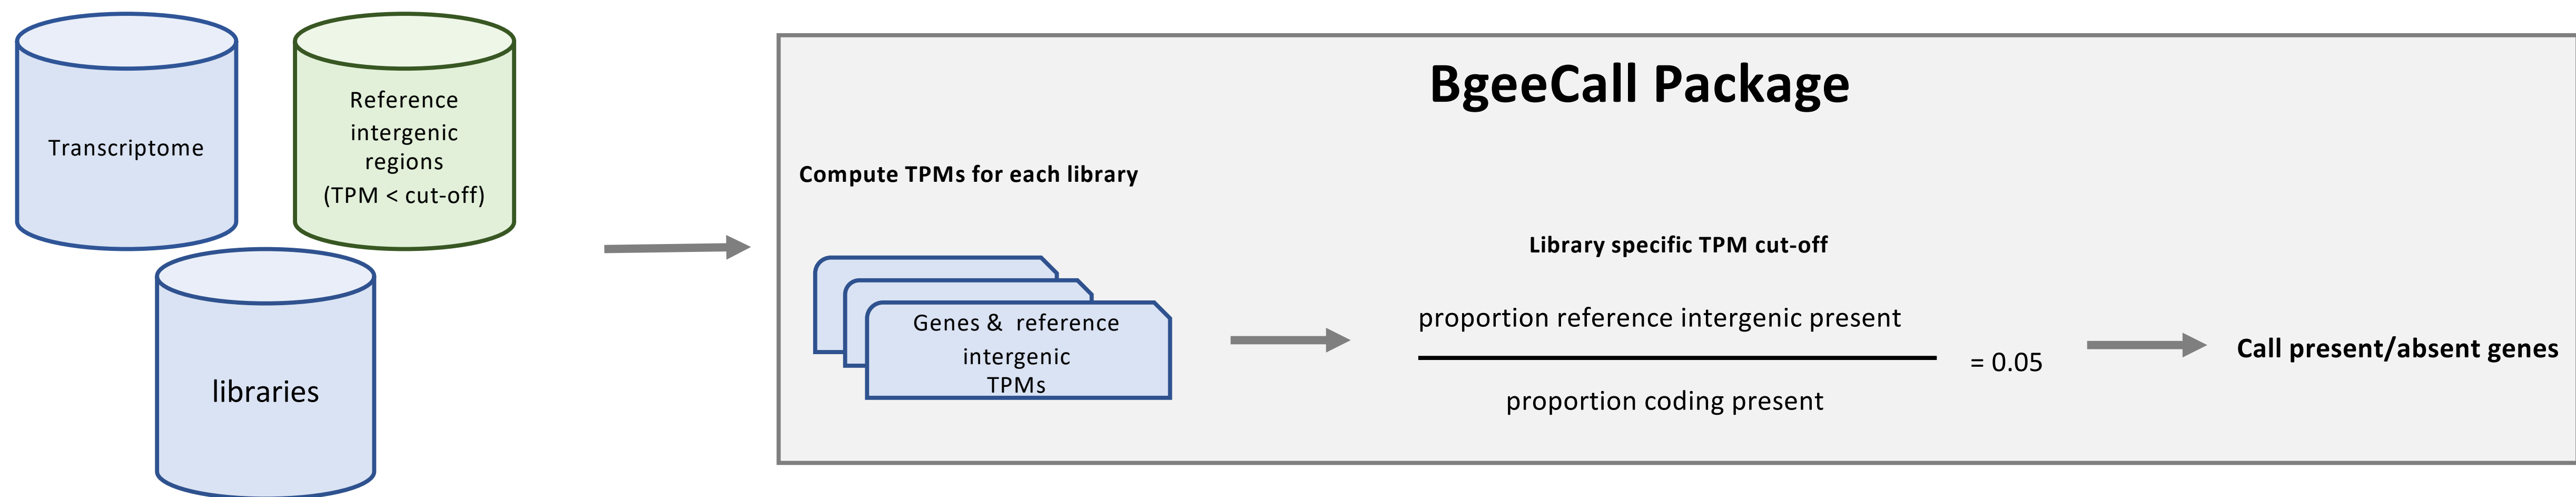 Transcriptome
Reference
intergenic
regions
(TPM < cut-off)
libraries
BgeeCall Package
Compute TPMs for each library
Genes & reference
intergenic
TPMs
Library specific TPM cut-off
proportion reference intergenic present
proportion coding present
= 0.05
Call present/absent genes